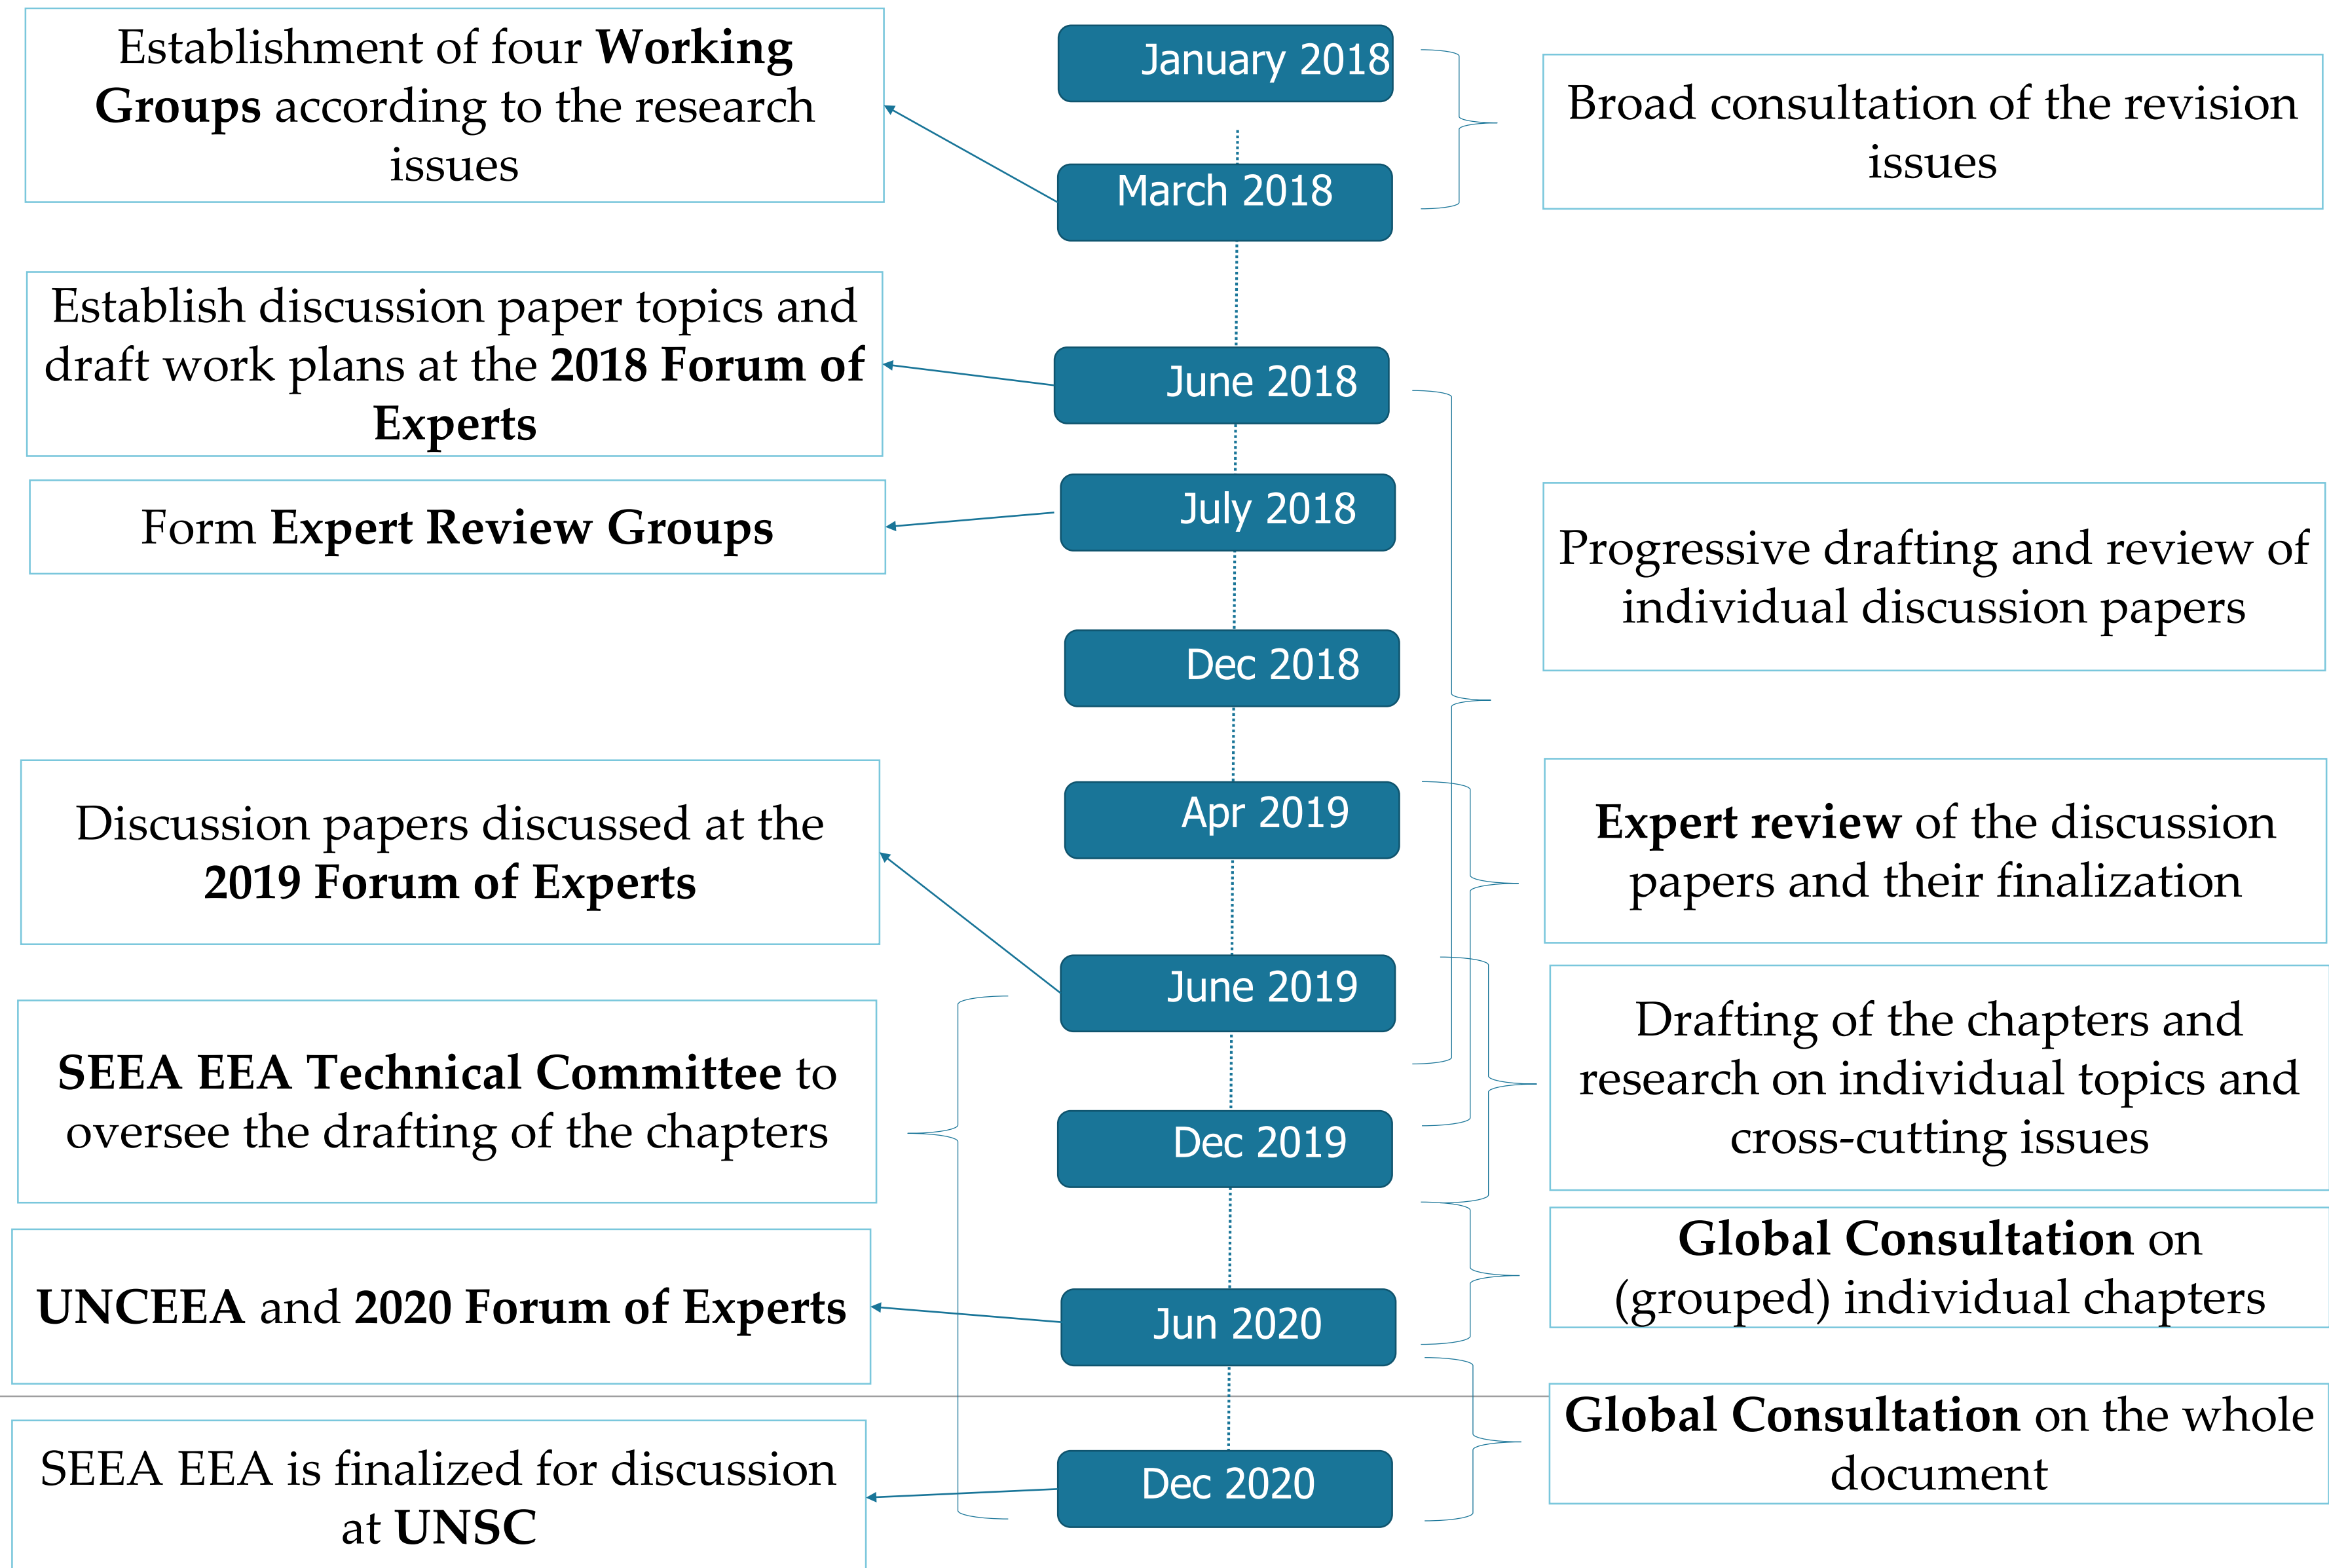 Establishment of four Working
Groups according to the research
issues
January 2018
Broad consultation of the revision
issues
March 2018
Establish discussion paper topics and
draft work plans at the 2018 Forum of
Experts
June 2018
Form Expert Review Groups
July 2018
Progressive drafting and review of
individual discussion papers
Dec 2018
Discussion papers discussed at the
2019 Forum of Experts
Apr 2019
Expert review of the discussion
papers and their finalization
June 2019
SEEA EEA Technical Committee to
oversee the drafting of the chapters
Drafting of the chapters and
research on individual topics and
cross-cutting issues
Dec 2019
UNCEEA and 2020 Forum of Experts
Jun 2020
Global Consultation on
(grouped) individual chapters
Global Consultation on the whole
document
SEEA EEA is finalized for discussion
at UNSC
Dec 2020